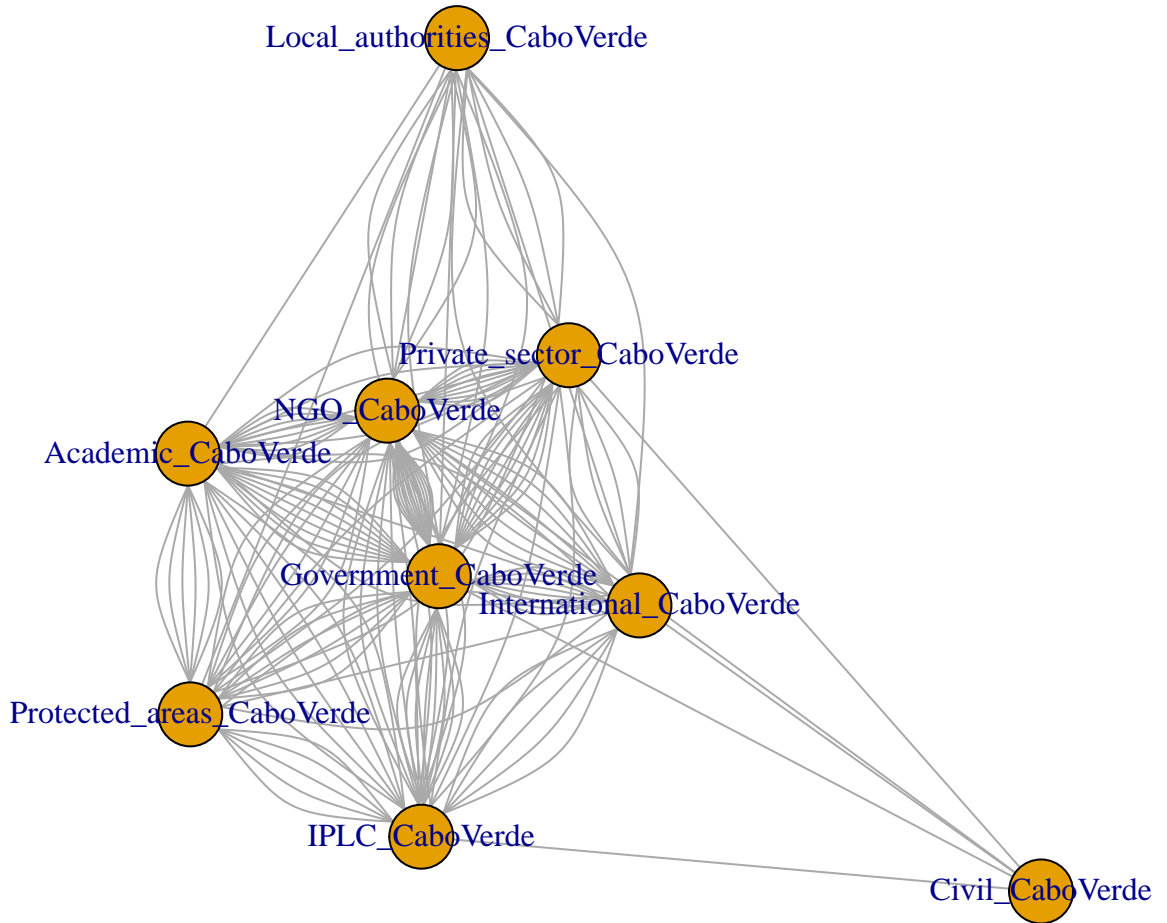 Local_authorities_CaboVerde
Private_sector_CaboVerde
NGO_CaboVerde
Academic_CaboVerde
Government_CaboVerde
International_CaboVerde
Protected_areas_CaboVerde
IPLC_CaboVerde
Civil_CaboVerde